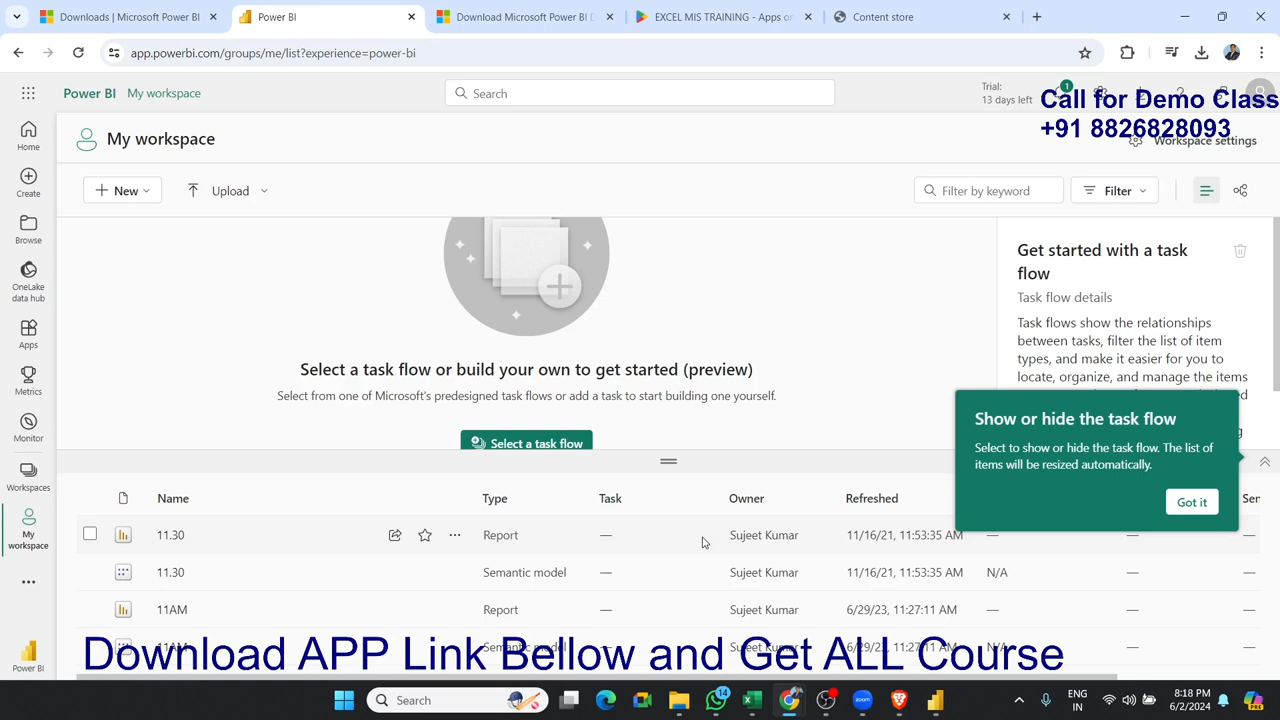 Downloads | Microsoft Power BI
Power BI
Download Microsoft Power BI D
EXCEL MIS TRAINING - Apps on
Content store
app.powerbi.com/groups/me/list?experience=power-bi
Power BI My workspace
Search
Trial:
13 days left
1
Call for Demo Class
+91 8826828093
My workspace
Workspace settings
New
Upload
Filter by keyword
Filter
Home
Create
Browse
OneLake
data hub
Apps
Metrics
Monitor
Workspaces
My
workspace
Power BI
Select a task flow or build your own to get started (preview)
Select from one of Microsoft's predesigned task flows or add a task to start building one yourself.
Select a task flow
Get started with a task
flow
Task flow details
Task flows show the relationships
between tasks, filter the list of item
types, and make it easier for you to
locate, organize, and manage the items
Show or hide the task flow
Select to show or hide the task flow. The list of
items will be resized automatically.
Got it
Name Type Task Owner Refreshed Sen
11.30 Report — Sujeet Kumar 11/16/21, 11:53:35 AM — — —
11.30 Semantic model — Sujeet Kumar 11/16/21, 11:53:35 AM N/A — —
11AM Report — Sujeet Kumar 6/29/23, 11:27:11 AM — — —
11AM Semantic model Sujeet Kumar
Download APP Link Bellow and Get ALL Course
Search
14
ENG
IN
8:18 PM
6/2/2024